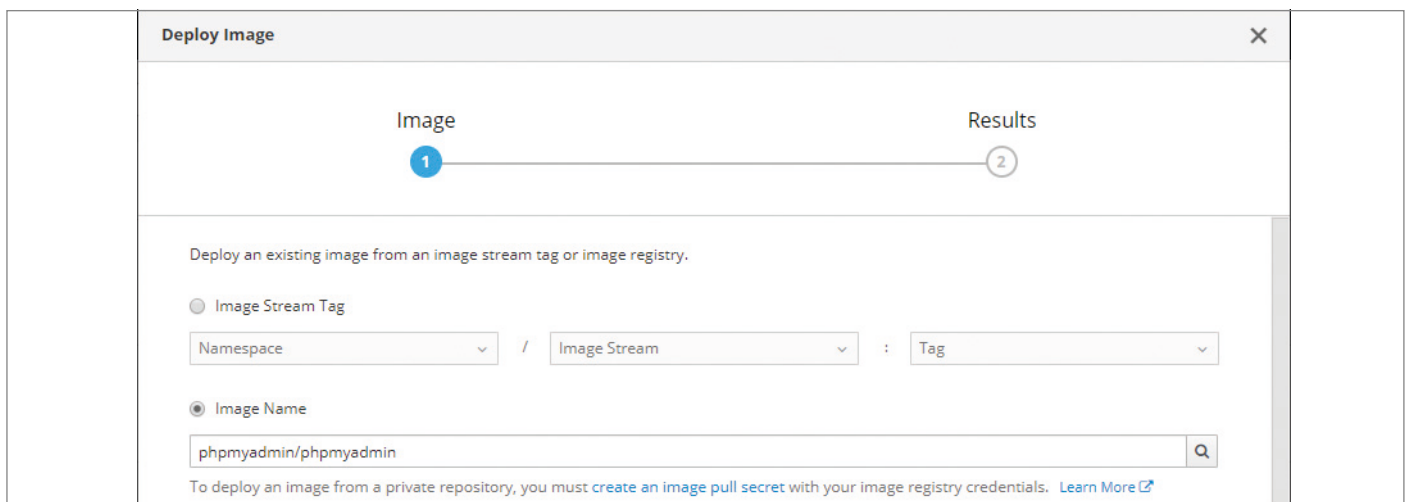 Deploy Image
Image Results
1 2
Deploy an existing image from an image stream tag or image registry.
Image Stream Tag
Namespace / Image Stream : Tag
Image Name
phpmyadmin/phpmyadmin
To deploy an image from a private repository, you must create an image pull secret with your image registry credentials. Learn More